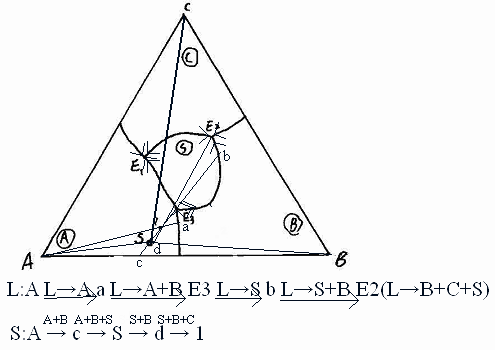 C
C
E2
S
b
E1
E3
a
A
S
d
B
A
c
B
L:A L→A a L→A+B E3 L→S b L→S+B E2(L→B+C+S)
A+B A+B+S S+B S+B+C
S:A → c → S → d → 1